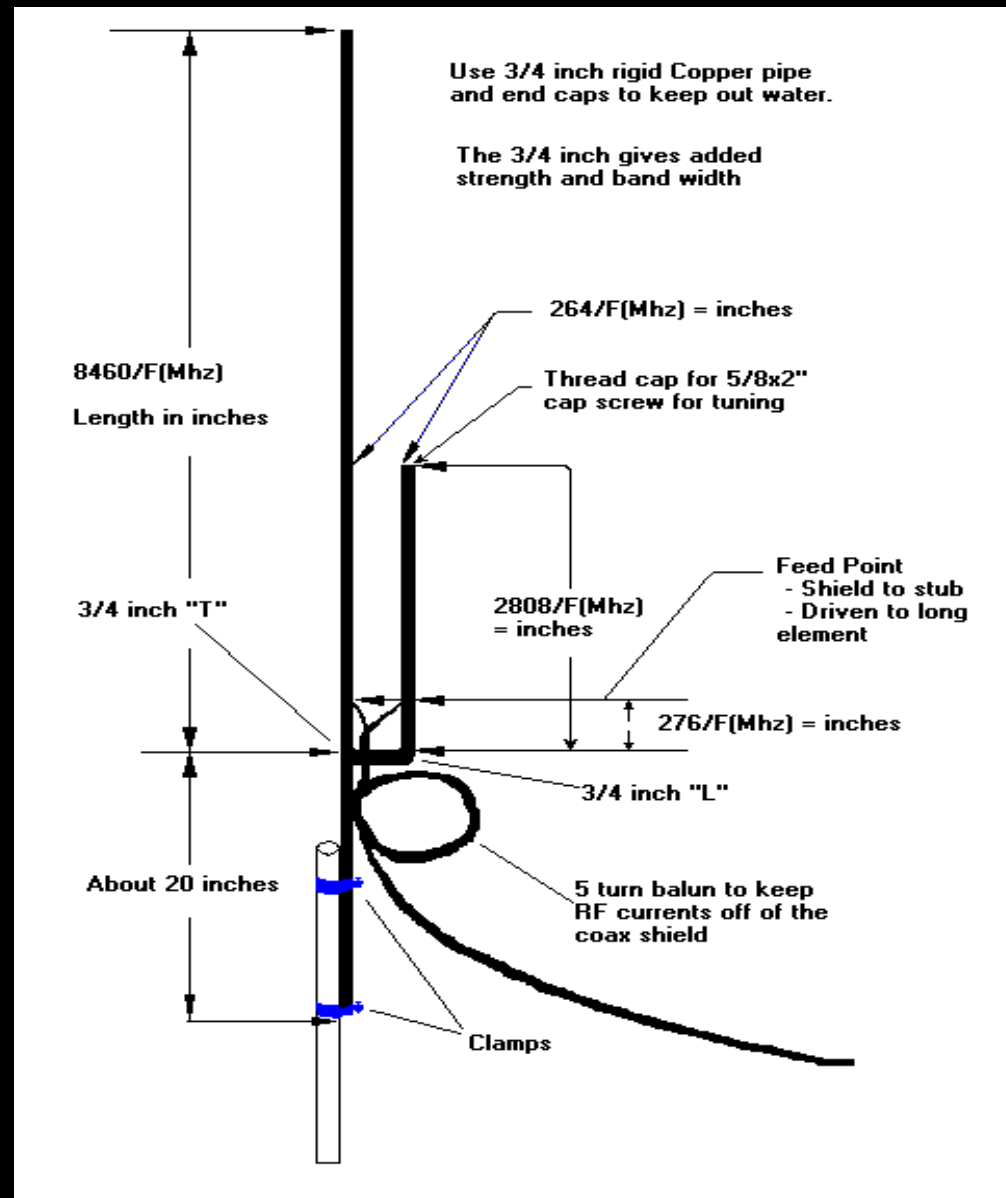 Use 3/4 inch rigid Copper pipe
and end caps to keep out water.
The 3/4 inch gives added
strength and band width
264/F(Mhz) = inches
8460/F(Mhz)
Length in inches
Thread cap for 5/8x2"
cap screw for tuning
Feed Point
- Shield to stub
- Driven to long
element
3/4 inch "T"
2808/F(Mhz)
= inches
276/F(Mhz) = inches
3/4 inch "L"
About 20 inches
5 turn balun to keep
RF currents off of the
coax shield
Clamps